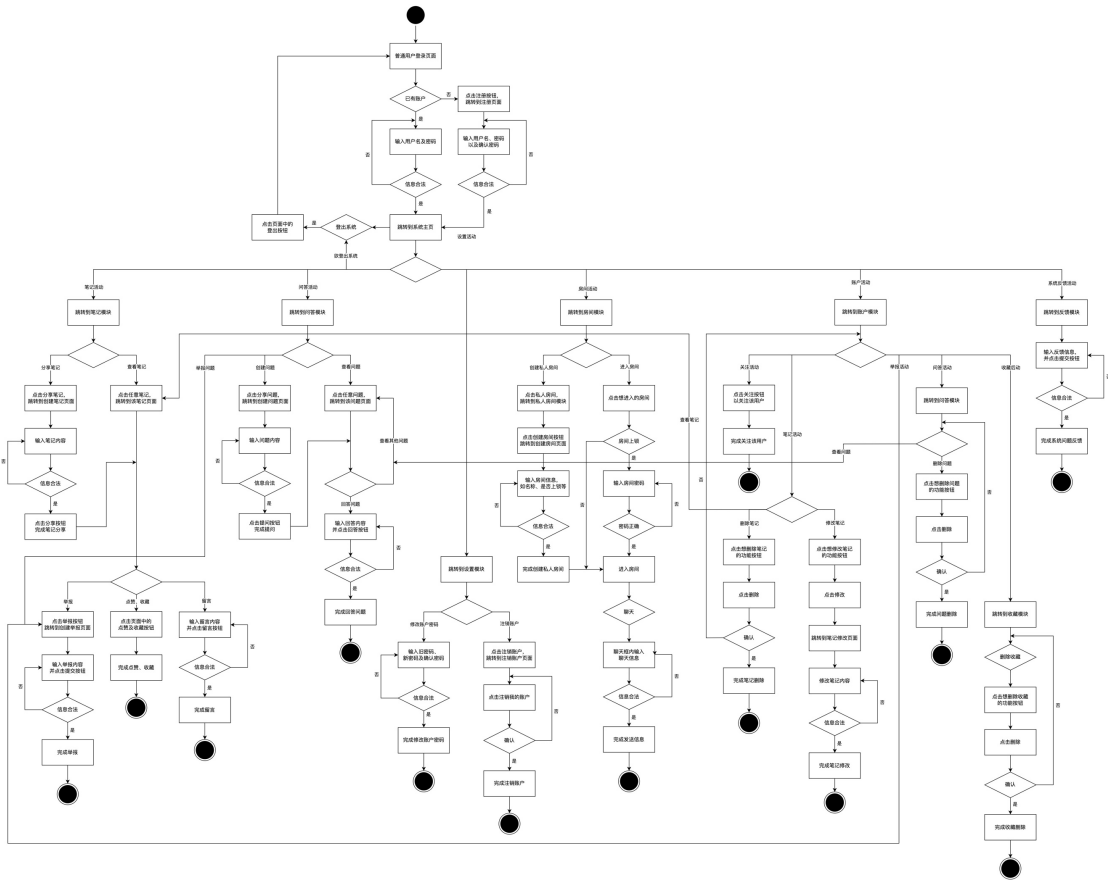 普通用户登录页面
已有账户
否
点击注册按钮,
跳转到注册页面
是
输入用户名及密码
输入用户名、密码
以及确认密码
否
否
信息合法
信息合法
是
是
点击页面中的
登出按钮
是
登出系统
跳转到系统主页
设置活动
欲登出系统
笔记活动
问答活动
房间活动
账户活动
系统反馈活动
跳转到笔记模块
跳转到问答模块
跳转到房间模块
跳转到账户模块
跳转到反馈模块
分享笔记
查看笔记
举报问题
创建问题
查看问题
创建私人房间
进入房间
关注活动
举报活动
问答活动
收藏启动
输入反馈信息,
并点击提交按钮
点击分享笔记,
跳转到创建笔记页面
点击任意笔记,
跳转到该笔记页面
点击分享问题,
跳转到创建问题页面
点击任意问题,
跳转到该问题页面
点击私人房间,
跳转到私人房间模块
点击想进入的房间
查看笔记
点击关注按钮
以关注该用户
跳转到问答模块
信息合法
是
输入笔记内容
输入问题内容
查看其他问题
点击创建房间按钮
跳转到创建房间页面
房间上锁
完成关注该用户
笔记活动
查看问题
完成系统问题反馈
否
信息合法
否
信息合法
是
删除问题
输入房间信息,
如名称、是否上锁等
输入房间密码
否
点击想删除问题
的功能按钮
否
是
是
回答问题
否
否
否
点击分享按钮
完成笔记分享
点击提问按钮
完成提问
输入回答内容
并点击回答按钮
信息合法
密码正确
删除笔记
修改笔记
点击删除
否
是
是
信息合法
跳转到设置模块
完成创建私人房间
进入房间
点击想删除笔记
的功能按钮
点击想修改笔记
的功能按钮
确认
是
是
举报
点赞、收藏
留言
完成回答问题
聊天
点击删除
点击修改
完成问题删除
跳转到收藏模块
点击举报按钮
跳转到创建举报页面
点击页面中的
点赞及收藏按钮
输入留言内容
并点击留言按钮
修改账户密码
注销账户
确认
跳转到笔记修改页面
删除收藏
否
输入举报内容
并点击提交按钮
完成点赞、收藏
信息合法
输入旧密码、
新密码及确认密码
点击注销账户,
跳转到注销账户页面
聊天框内输入
聊天信息
是
否
否
是
否
否
完成笔记删除
修改笔记内容
点击想删除收藏
的功能按钮
否
信息合法
完成留言
信息合法
点击注销我的账户
否
信息合法
信息合法
否
是
是
是
是
点击删除
完成举报
完成修改账户密码
确认
完成发送信息
完成笔记修改
是
确认
完成注销账户
是
完成收藏删除